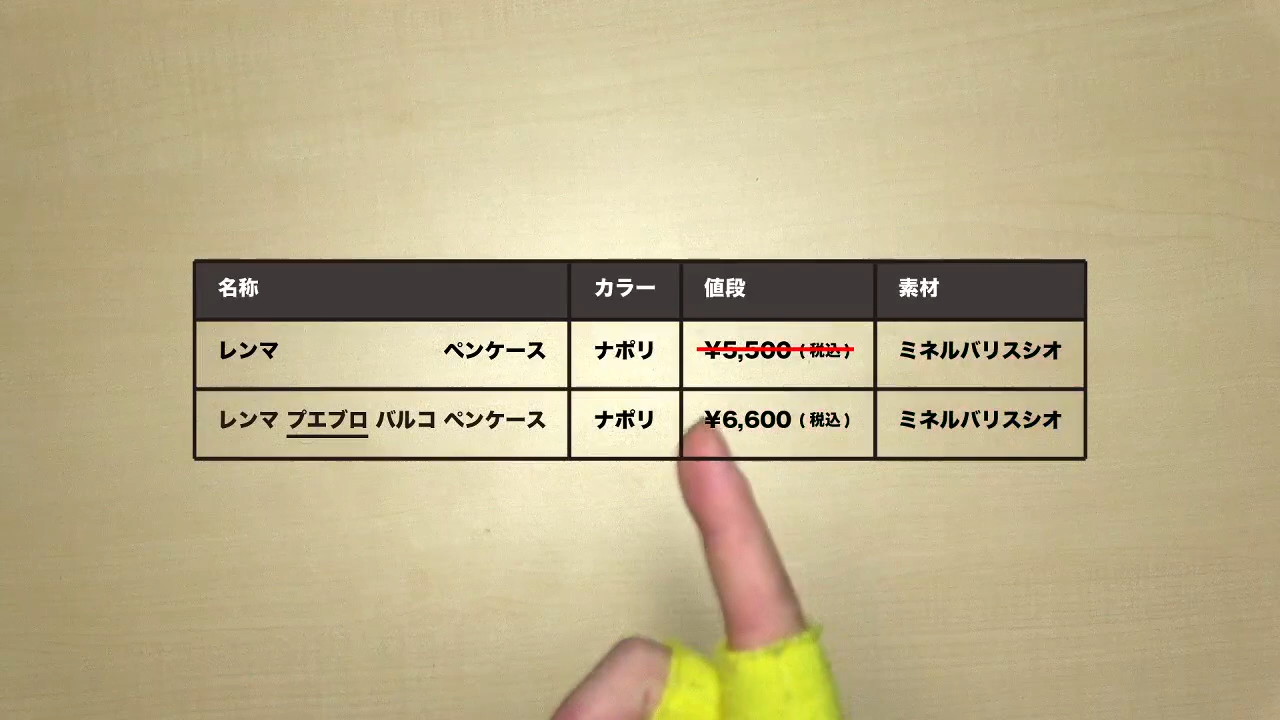 名称 カラー 値段 素材
レンマ ペンケース ナポリ ¥5,500 (税込) ミネルバリスシオ
レンマ プエブロ バルコ ペンケース ナポリ ¥6,600 (税込) ミネルバリスシオ